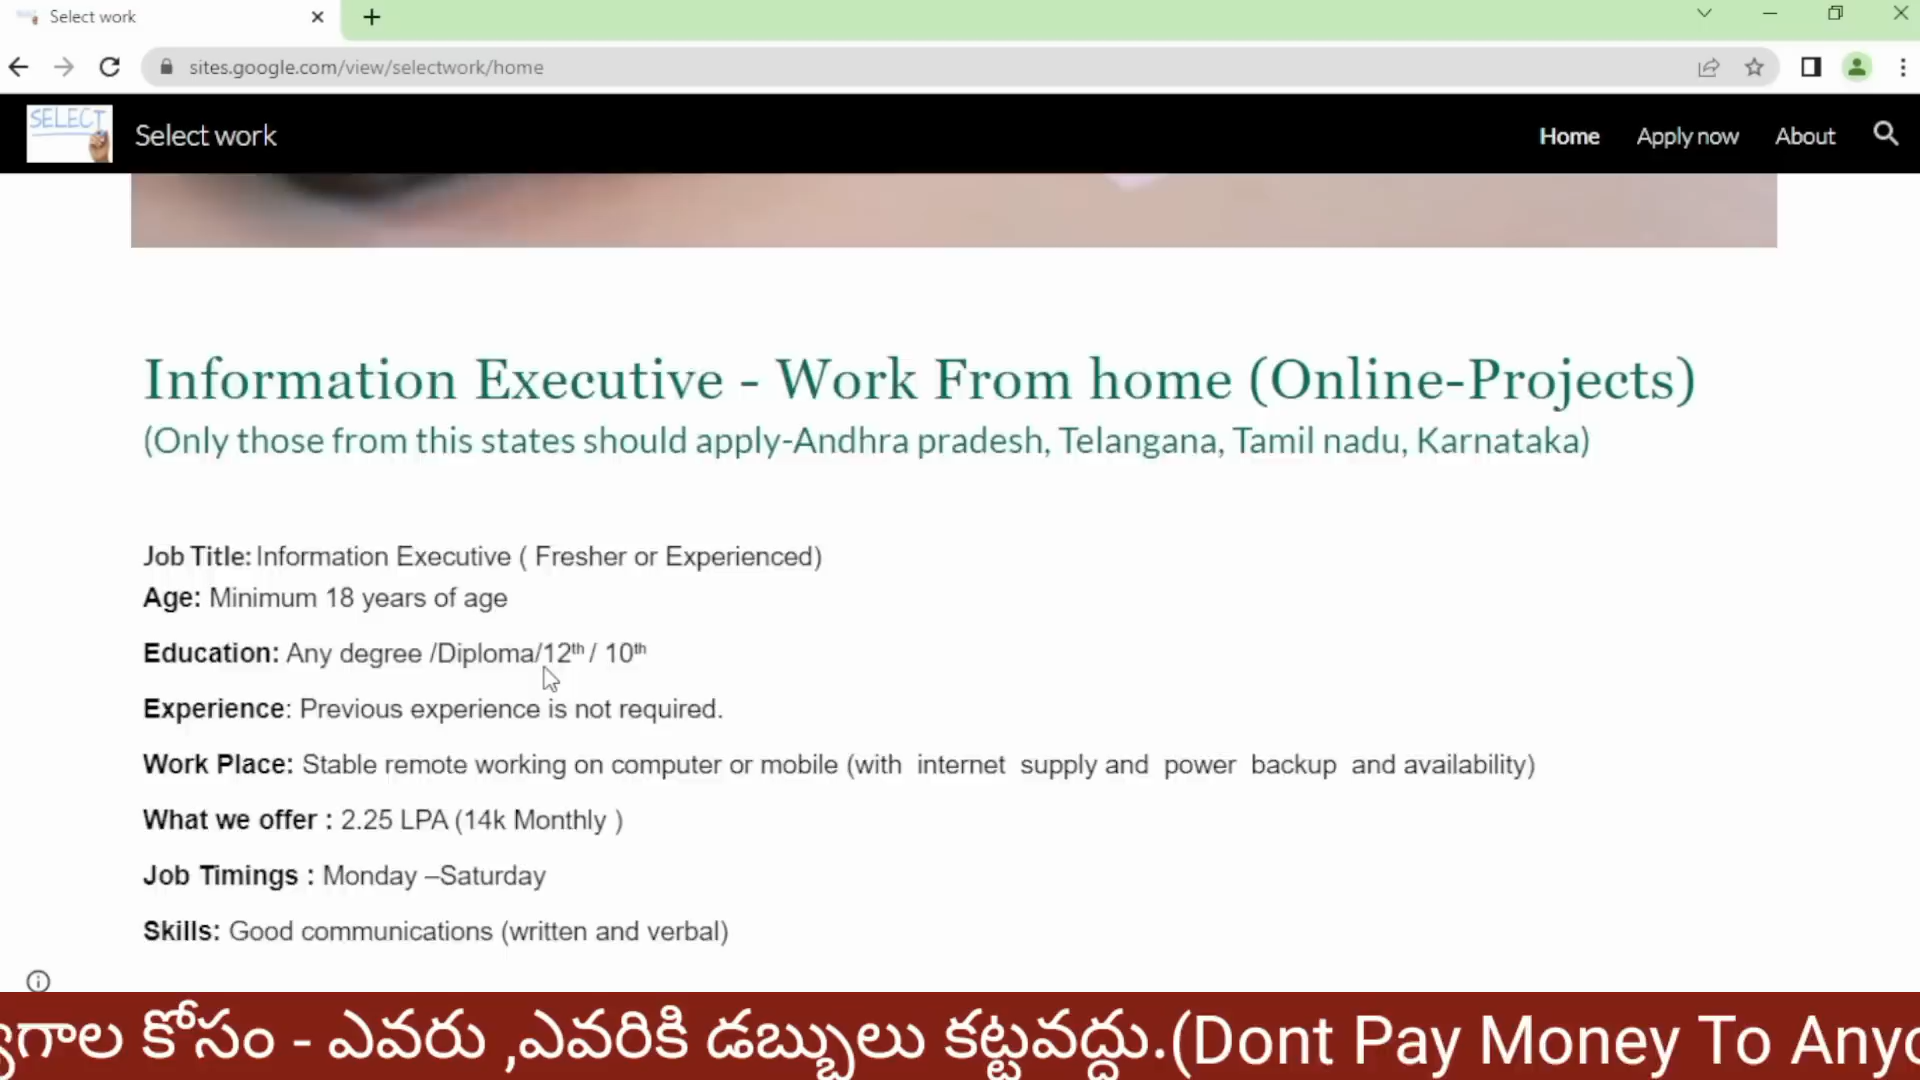 Select work
sites.google.com/view/selectwork/home
SELECT
Select work
Home Apply now About
Information Executive - Work From home (Online-Projects)
(Only those from this states should apply-Andhra pradesh, Telangana, Tamil nadu, Karnataka)
Job Title: Information Executive ( Fresher or Experienced)
Age: Minimum 18 years of age
Education: Any degree /Diploma/12th / 10th
Experience: Previous experience is not required.
Work Place: Stable remote working on computer or mobile (with internet supply and power backup and availability)
What we offer : 2.25 LPA (14k Monthly )
Job Timings : Monday –Saturday
Skills: Good communications (written and verbal)
కోసం - ఎవరు ,ఎవరికి డబ్బులు కట్టవద్దు.(Dont Pay Money To